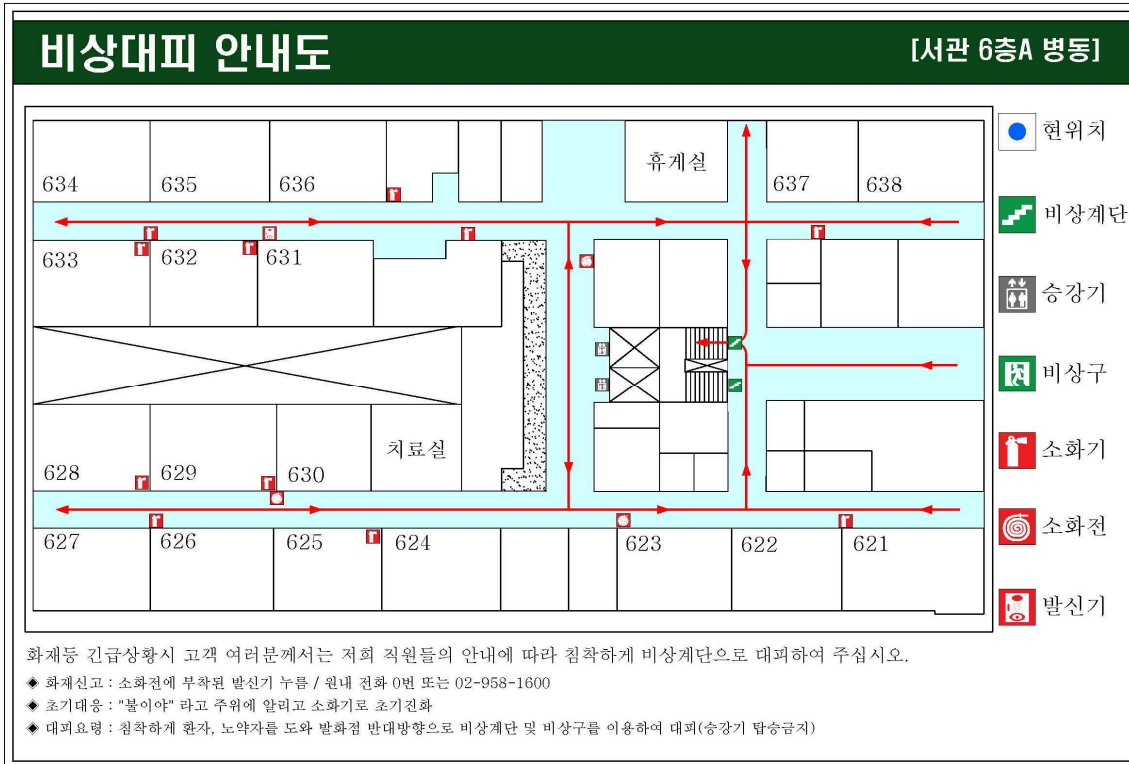 비상대피 안내도
[서관 6층A 병동]
현위치
비상계단
승강기
비상구
소화기
소화전
발신기
634 635 636 휴게실 637 638
633 632 631
628 629 630 치료실
627 626 625 624 623 622 621
화재등 긴급상황시 고객 여러분께서는 저희 직원들의 안내에 따라 침착하게 비상계단으로 대피하여 주십시오.
◆ 화재신고 : 소화전에 부착된 발신기 누름 / 원내 전화 0번 또는 02-958-1600
◆ 초기대응 : "불이야" 라고 주위에 알리고 소화기로 초기진화
◆ 대피요령 : 침착하게 환자, 노약자를 도와 발화점 반대방향으로 비상계단 및 비상구를 이용하여 대피(승강기 탑승금지)